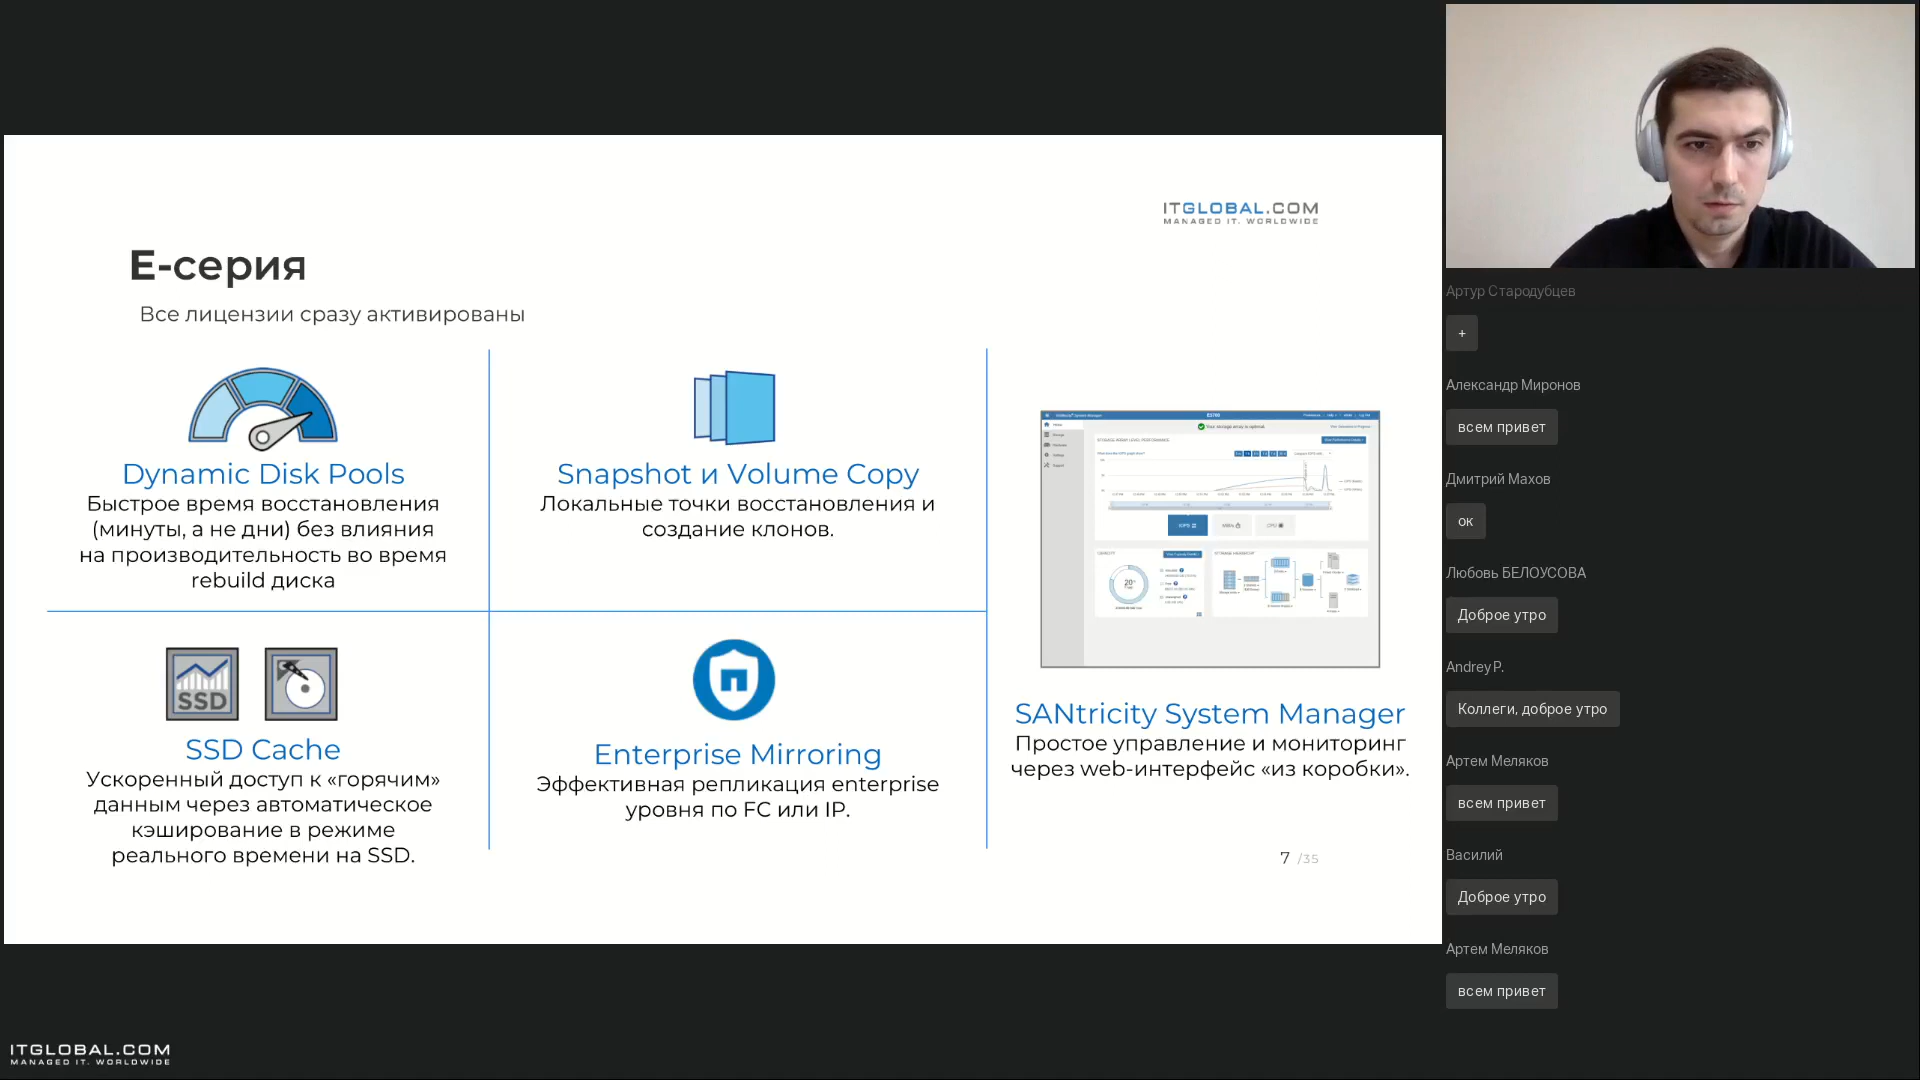 ITGLOBAL.COM
MANAGED IT. WORLDWIDE
Е-серия
Все лицензии сразу активированы
Dynamic Disk Pools
Быстрое время восстановления
(минуты, а не дни) без влияния
на производительность во время
rebuild диска
Snapshot и Volume Copy
Локальные точки восстановления и
создание клонов.
SSD
SSD Cache
Ускоренный доступ к «горячим»
данным через автоматическое
кэширование в режиме
реального времени на SSD.
Enterprise Mirroring
Эффективная репликация enterprise
уровня по FC или IP.
Your storage array is optimal.
SANtricity System Manager
Простое управление и мониторинг
через web-интерфейс «из коробки».
7 /35
Артур Стародубцев
+
Александр Миронов
всем привет
Дмитрий Махов
ок
Любовь БЕЛОУСОВА
Доброе утро
Andrey P.
Коллеги, доброе утро
Артем Меляков
всем привет
Василий
Доброе утро
Артем Меляков
всем привет
ITGLOBAL.COM
MANAGED IT. WORLDWIDE